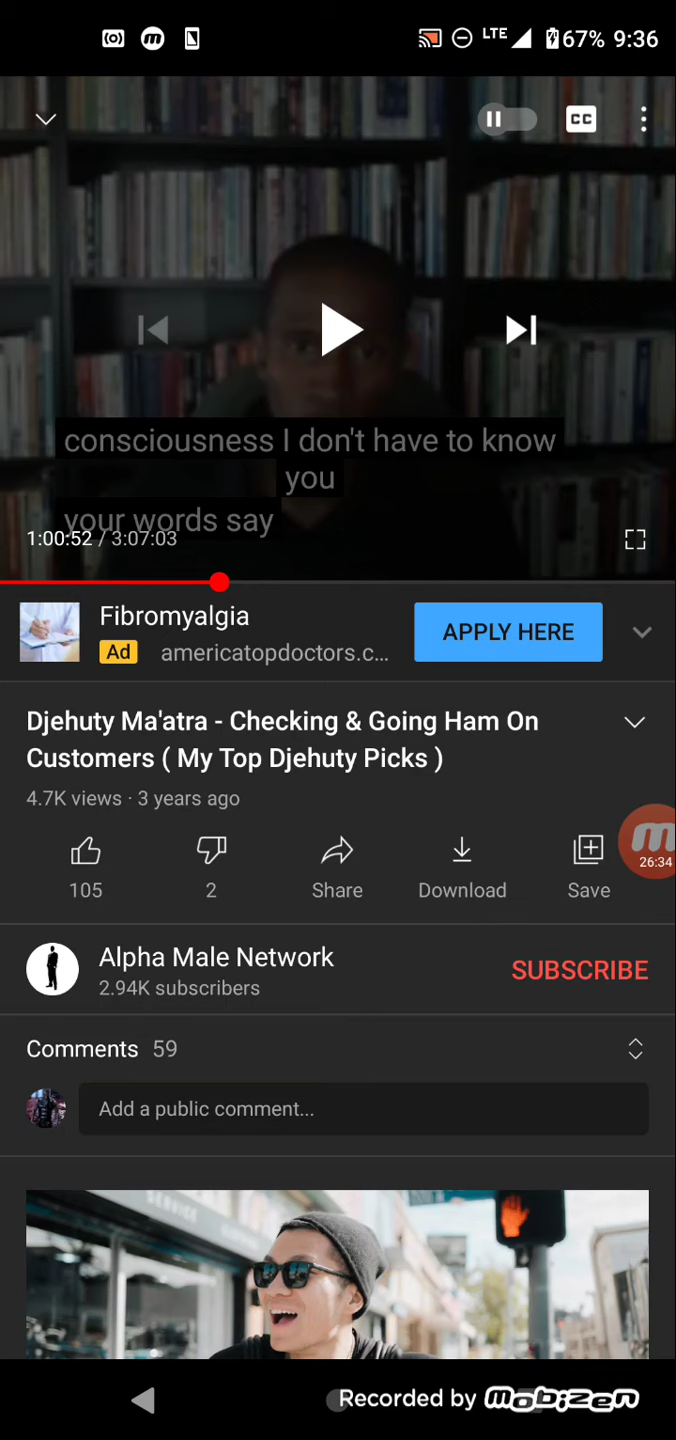 LTE 67% 9:36
CC
consciousness I don't have to know
you
your words say
1:00:52 / 3:07:03
Fibromyalgia
APPLY HERE
Ad americatopdoctors.c...
Djehuty Ma'atra - Checking & Going Ham On
Customers ( My Top Djehuty Picks )
4.7K views · 3 years ago
105 2 Share Download Save
26:34
Alpha Male Network
SUBSCRIBE
2.94K subscribers
Comments 59
Add a public comment...
Recorded by mobizen